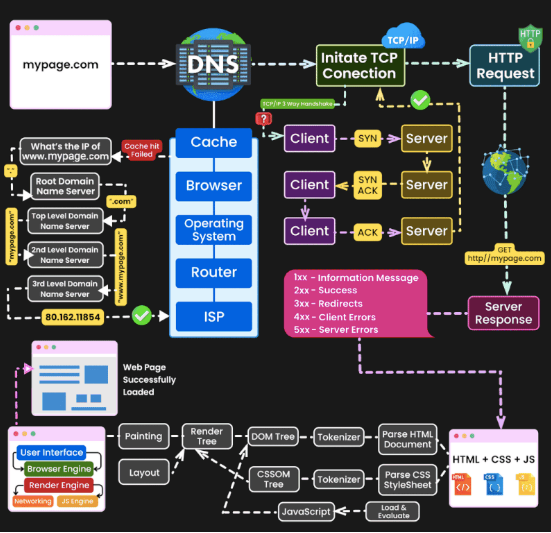 mypage.com
DNS
TCP/IP
Initate TCP
Conection
HTTP
HTTP
Request
TCP/IP 3 Way Handshake
?
Client
SYN
Server
Client
SYN
ACK
Server
Client
ACK
Server
Cache
Browser
Operating
System
Router
ISP
What's the IP of
www.mypage.com
Cache hit
Failed
"."
Root Domain
Name Server
".com"
Top Level Domain
Name Server
"mypage.com"
2nd Level Domain
Name Server
"www.mypage.com"
3rd Level Domain
Name Server
80.162.11854
GET
http//mypage.com
1xx - Information Message
2xx - Success
3xx - Redirects
4xx - Client Errors
5xx - Server Errors
Server
Response
Web Page
Successfully
Loaded
User Interface
Browser Engine
Render Engine
Networking
JS Engine
Painting
Layout
Render
Tree
DOM Tree
Tokenizer
Parse HTML
Document
CSSOM
Tree
Tokenizer
Parse CSS
StyleSheet
JavaScript
Load &
Evaluate
HTML + CSS + JS
HTML
CSS
JS